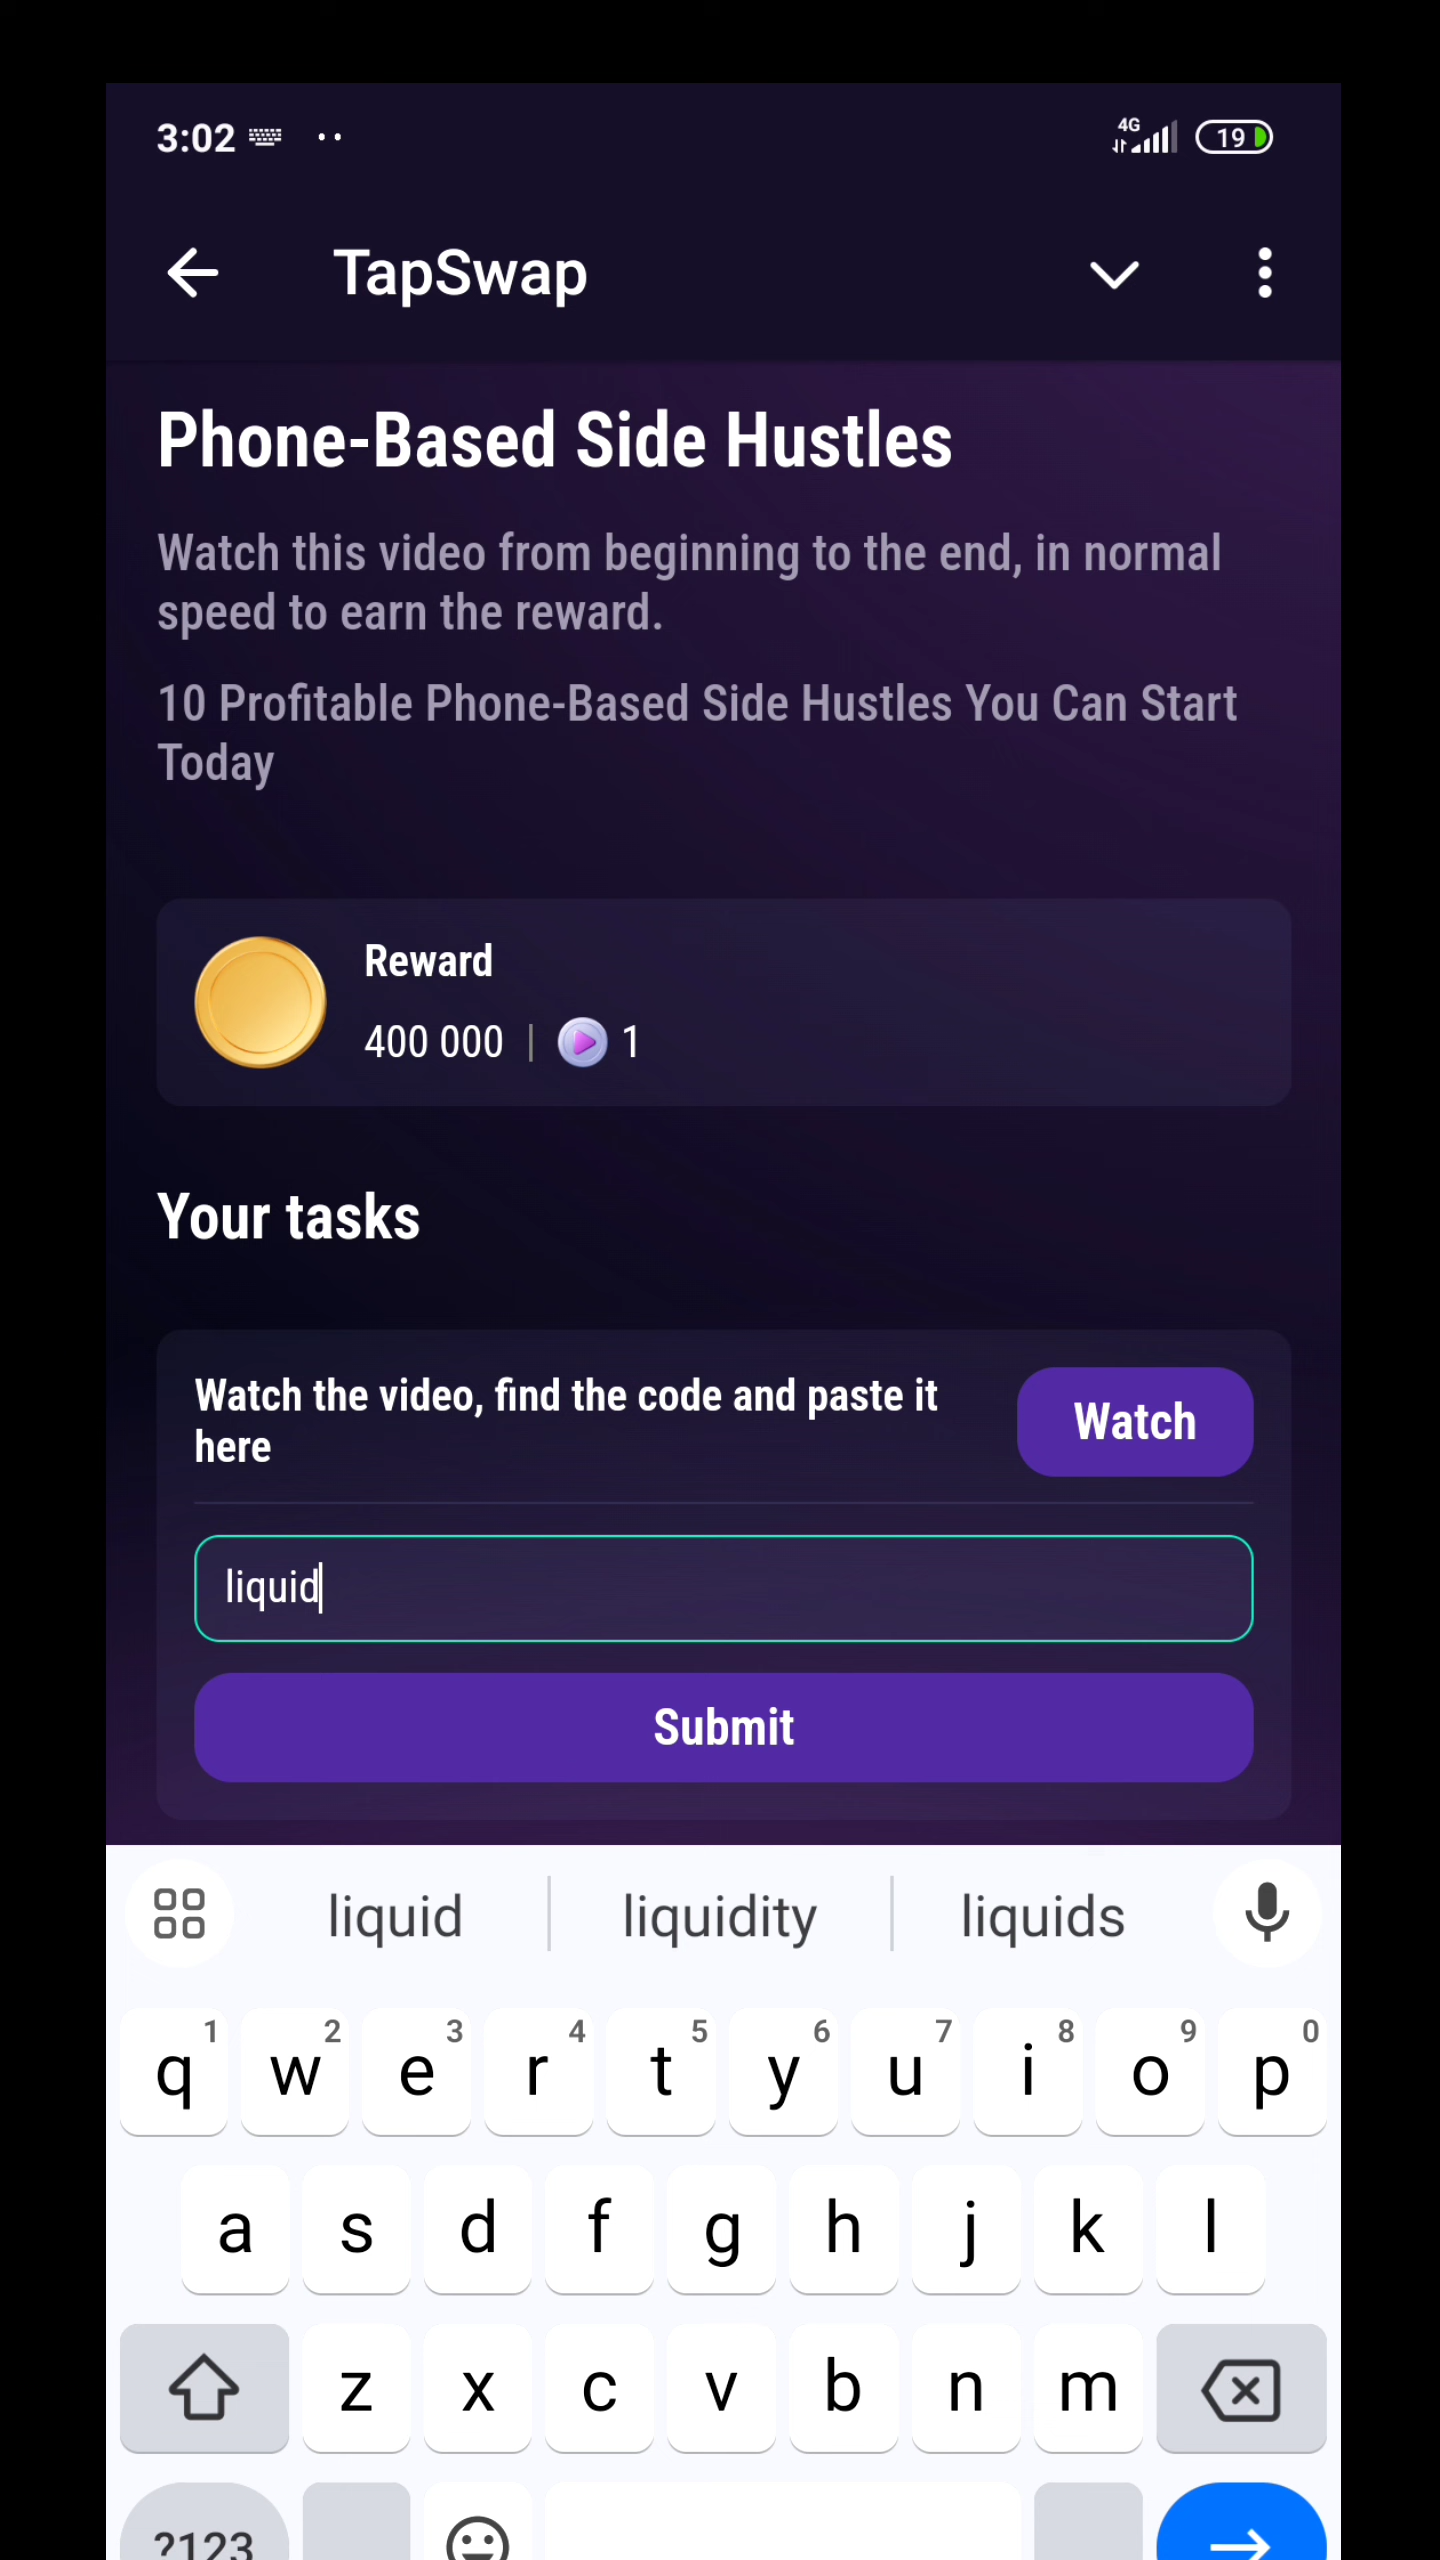 3:02 4G 19
TapSwap
Phone-Based Side Hustles
Watch this video from beginning to the end, in normal
speed to earn the reward.
10 Profitable Phone-Based Side Hustles You Can Start
Today
Reward
400 000 | 1
Your tasks
Watch the video, find the code and paste it
here
Watch
liquid
Submit
liquid liquidity liquids
1 2 3 4 5 6 7 8 9 0
q w e r t y u i o p
a s d f g h j k l
z x c v b n m
?123